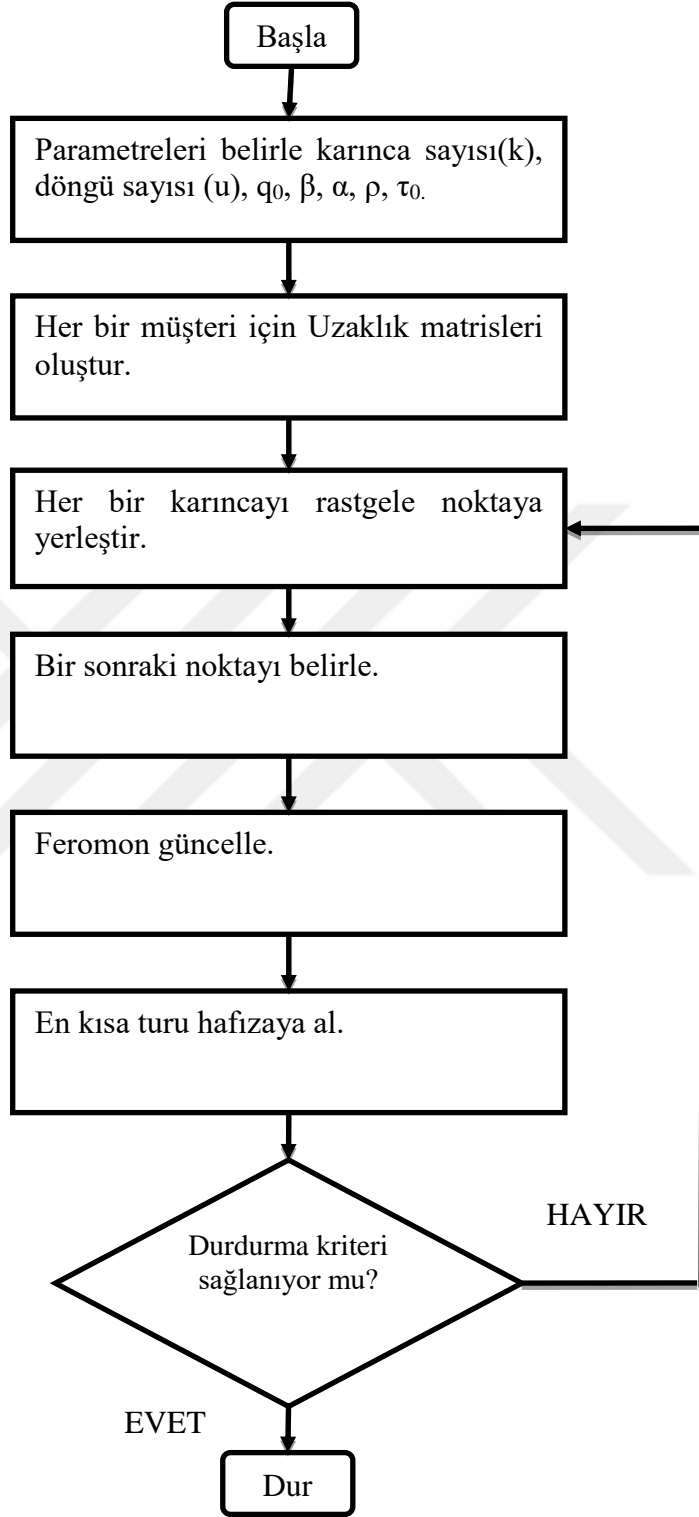 Başla
Parametreleri belirle karınca sayısı(k),
döngü sayısı (u), q₀, β, α, ρ, τ₀.
Her bir müşteri için Uzaklık matrisleri
oluştur.
Her bir karıncayı rastgele noktaya
yerleştir.
Bir sonraki noktayı belirle.
Feromon güncelle.
En kısa turu hafızaya al.
Durdurma kriteri
sağlanıyor mu?
HAYIR
EVET
Dur